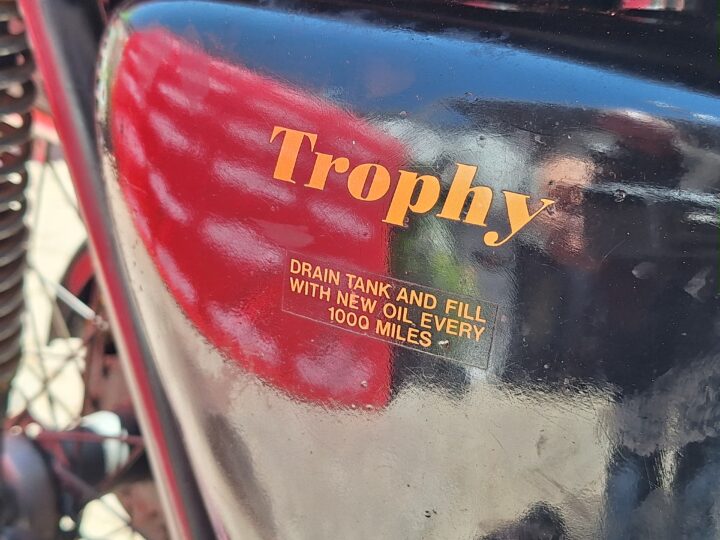 Trophy
DRAIN TANK AND FILL
WITH NEW OIL EVERY
1000 MILES